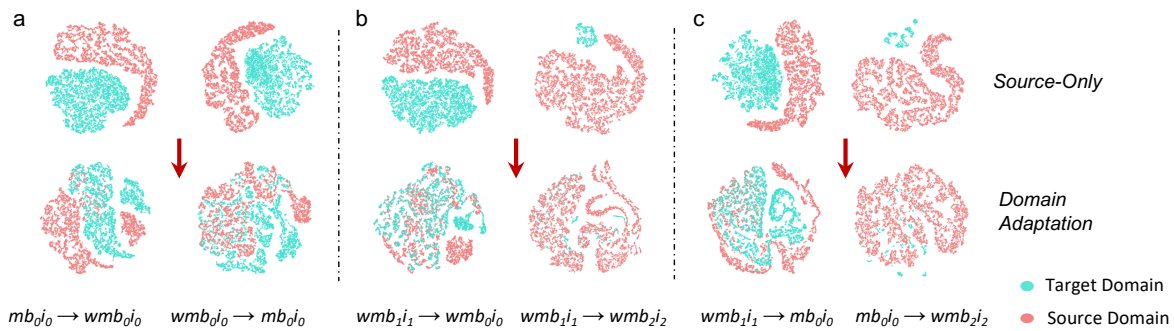 a
b
c
Source-Only
Domain
Adaptation
Target Domain
Source Domain
mb₀i₀ → wmb₀i₀
wmb₀i₀ → mb₀i₀
wmb₁i₁ → wmb₀i₀
wmb₁i₁ → wmb₂i₂
wmb₁i₁ → mb₀i₀
mb₀i₀ → wmb₂i₂